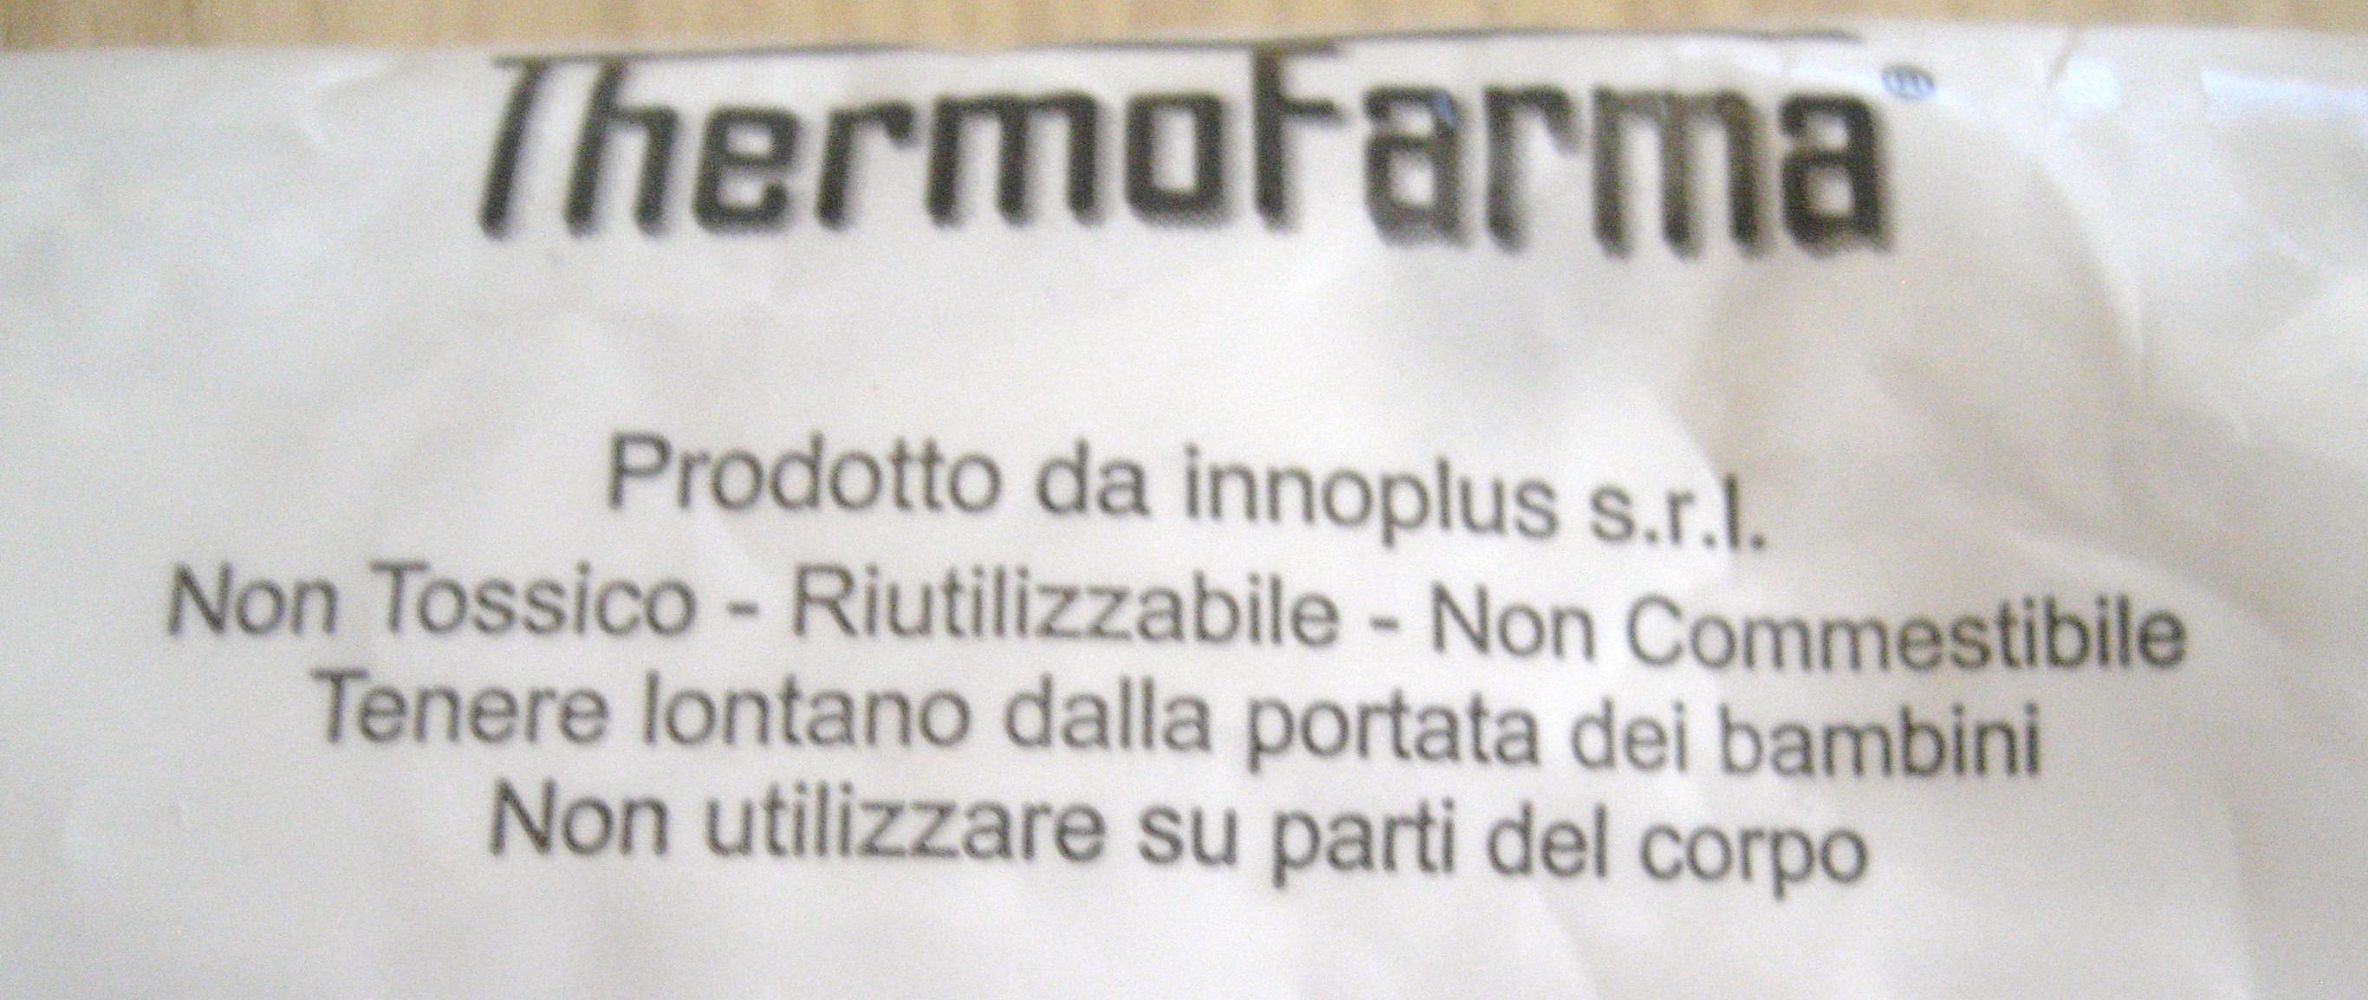 ThermoFarma®
Prodotto da innoplus s.r.l.
Non Tossico - Riutilizzabile - Non Commestibile
Tenere lontano dalla portata dei bambini
Non utilizzare su parti del corpo